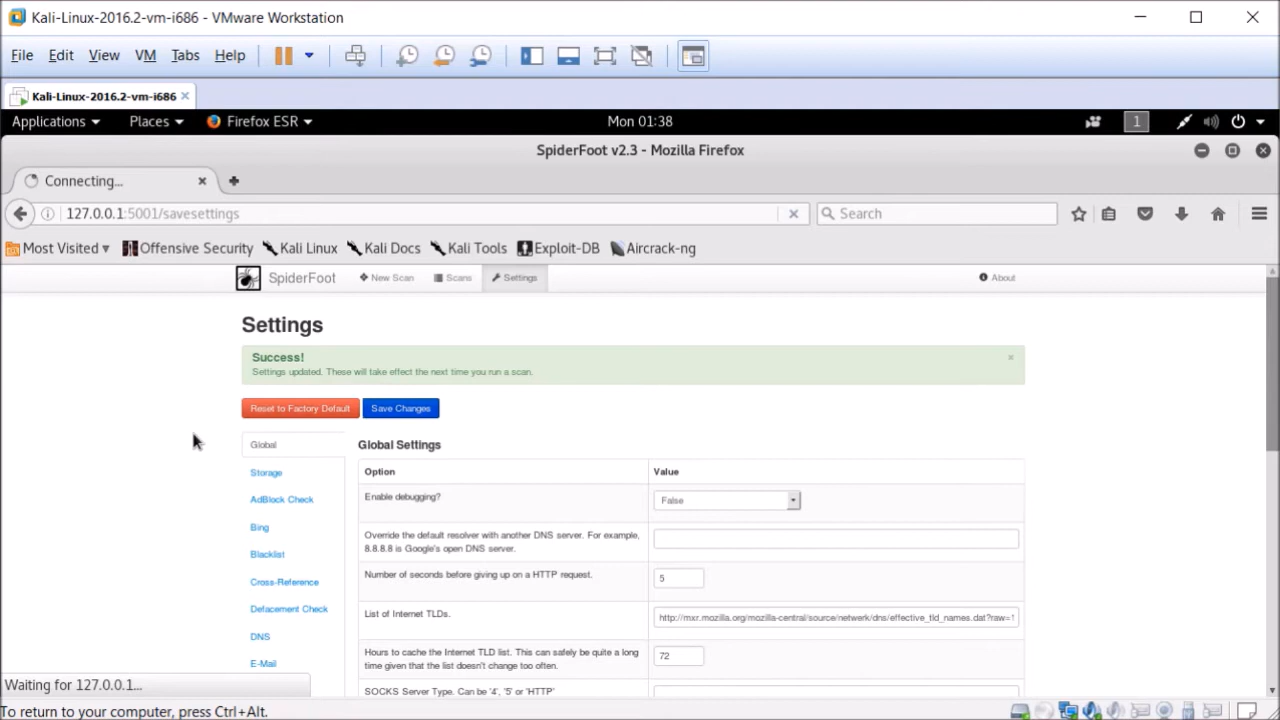 Kali-Linux-2016.2-vm-i686 - VMware Workstation
File Edit View VM Tabs Help
Kali-Linux-2016.2-vm-i686
Applications Places Firefox ESR Mon 01:38 1
SpiderFoot v2.3 - Mozilla Firefox
Connecting...
127.0.0.1:5001/savesettings Search
Most Visited Offensive Security Kali Linux Kali Docs Kali Tools Exploit-DB Aircrack-ng
SpiderFoot New Scan Scans Settings About
Settings
Success!
Settings updated. These will take effect the next time you run a scan.
Reset to Factory Default Save Changes
Global
Storage
AdBlock Check
Bing
Blacklist
Cross-Reference
Defacement Check
DNS
E-Mail
Global Settings
Option Value
Enable debugging? False
Override the default resolver with another DNS server. For example,
8.8.8.8 is Google's open DNS server.
Number of seconds before giving up on a HTTP request. 5
List of Internet TLDs. http://mxr.mozilla.org/mozilla-central/source/netwerk/dns/effective_tld_names.dat?raw=1
Hours to cache the Internet TLD list. This can safely be quite a long 72
time given that the list doesn't change too often.
SOCKS Server Type. Can be '4', '5' or 'HTTP'
Waiting for 127.0.0.1...
To return to your computer, press Ctrl+Alt.